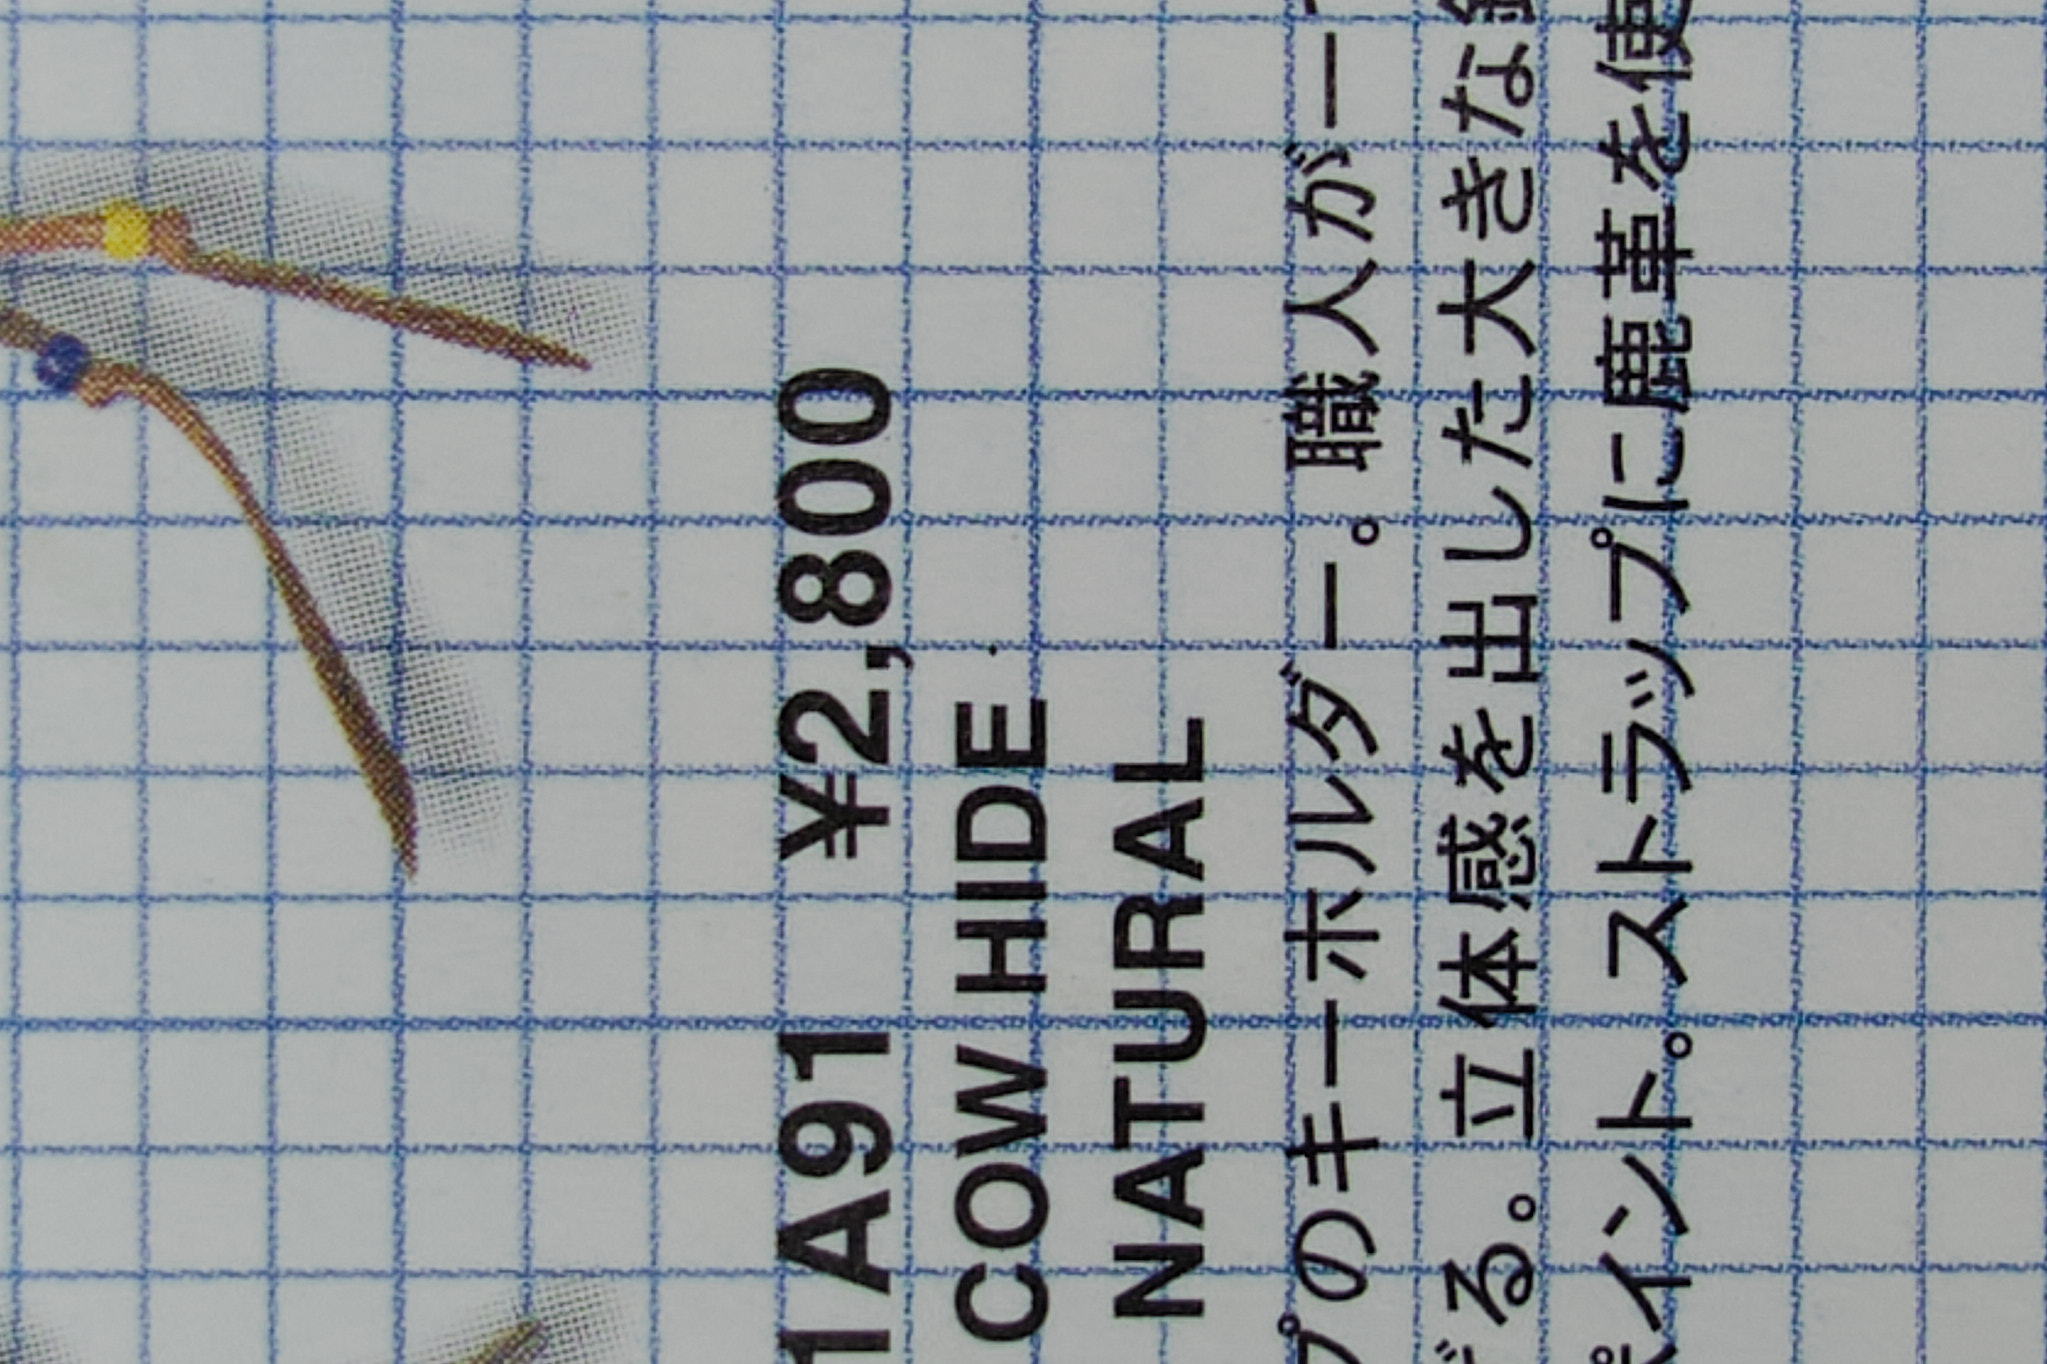 1A91 ¥2,800
COW HIDE
NATURAL
プのキーホルダー。職人が一
る。立体感を出した大きな
イント。ストラップに鹿革を使